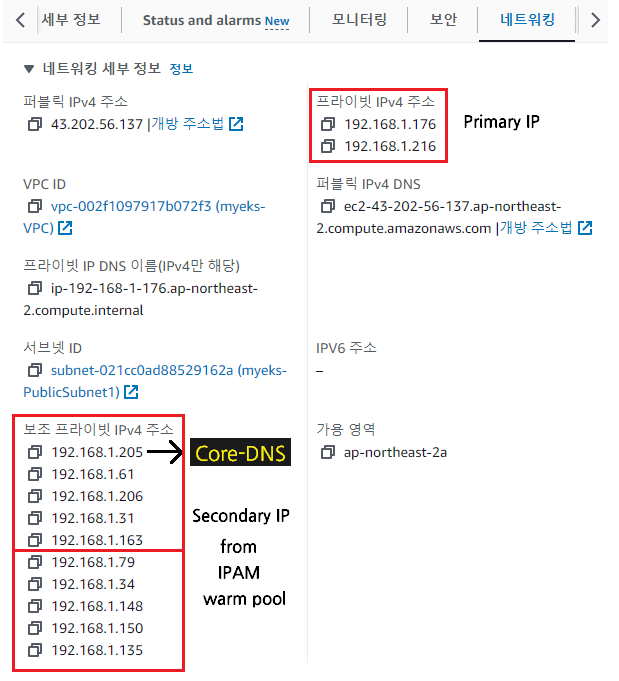 세부 정보
Status and alarms New
모니터링
보안
네트워킹
▼ 네트워킹 세부 정보 정보
퍼블릭 IPv4 주소
43.202.56.137 |개방 주소법
프라이빗 IPv4 주소
192.168.1.176
192.168.1.216
Primary IP
VPC ID
vpc-002f1097917b072f3 (myeks-
VPC)
퍼블릭 IPv4 DNS
ec2-43-202-56-137.ap-northeast-
2.compute.amazonaws.com |개방 주소법
프라이빗 IP DNS 이름(IPv4만 해당)
ip-192-168-1-176.ap-northeast-
2.compute.internal
서브넷 ID
subnet-021cc0ad88529162a (myeks-
PublicSubnet1)
IPV6 주소
–
보조 프라이빗 IPv4 주소
192.168.1.205
192.168.1.61
192.168.1.206
192.168.1.31
192.168.1.163
192.168.1.79
192.168.1.34
192.168.1.148
192.168.1.150
192.168.1.135
Core-DNS
Secondary IP
from
IPAM
warm pool
가용 영역
ap-northeast-2a